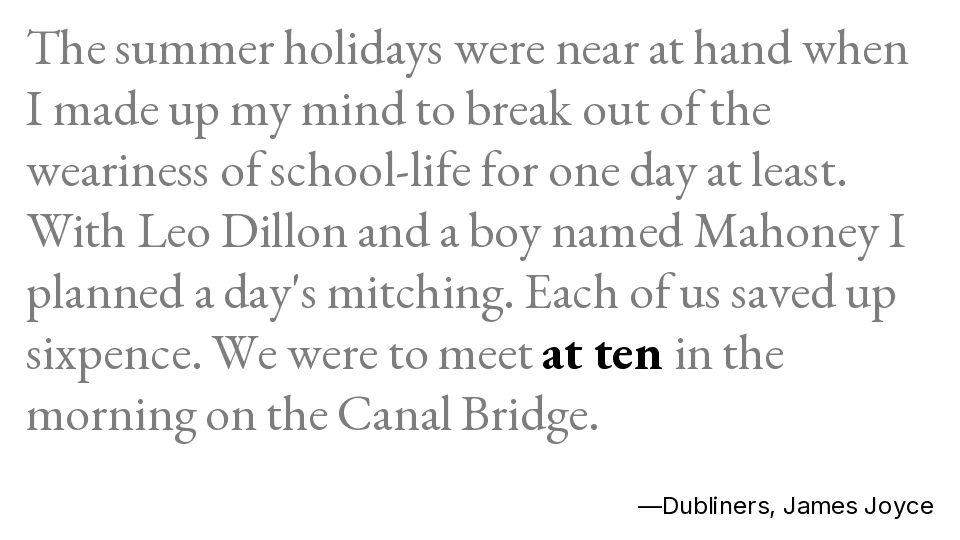 The summer holidays were near at hand when
I made up my mind to break out of the
weariness of school-life for one day at least.
With Leo Dillon and a boy named Mahoney I
planned a day's mitching. Each of us saved up
sixpence. We were to meet at ten in the
morning on the Canal Bridge.
—Dubliners, James Joyce